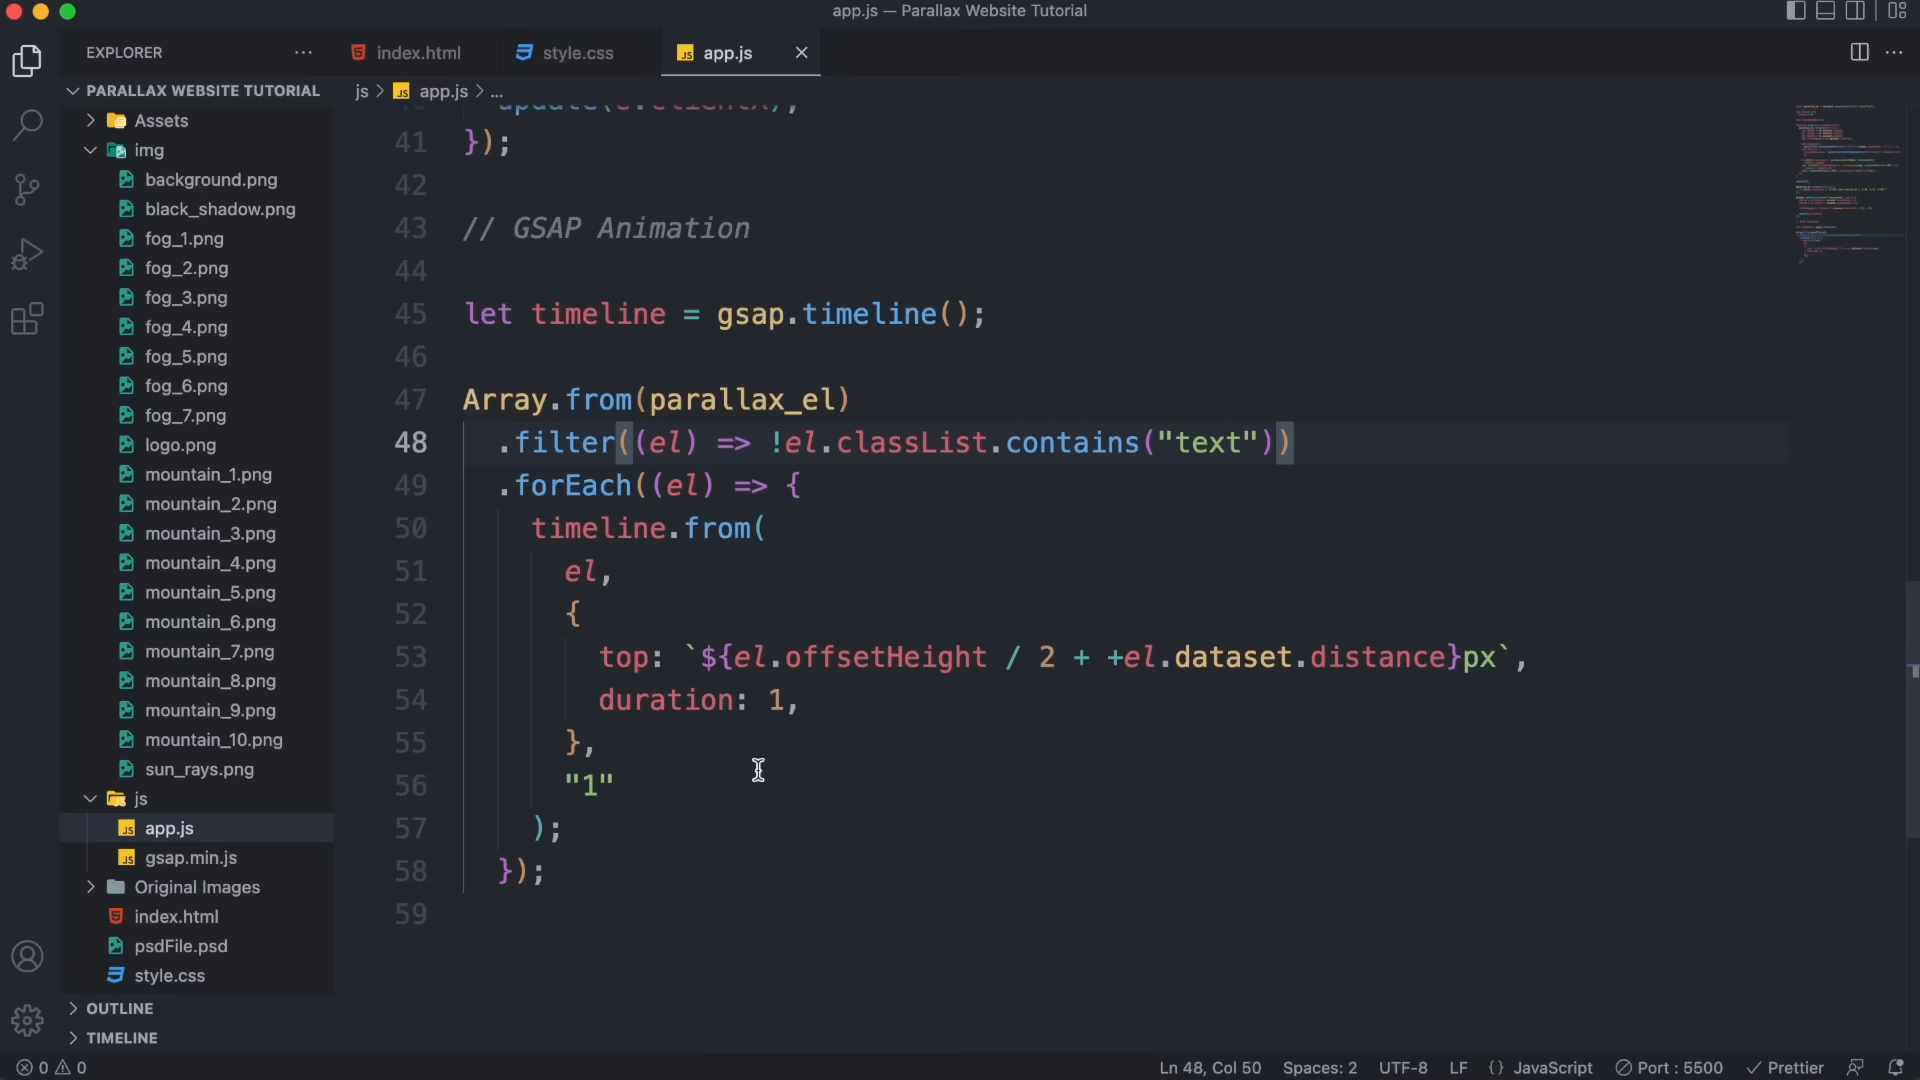 app.js — Parallax Website Tutorial
EXPLORER
index.html
style.css
app.js
PARALLAX WEBSITE TUTORIAL
js > app.js > ...
Assets
img
background.png
black_shadow.png
fog_1.png
fog_2.png
fog_3.png
fog_4.png
fog_5.png
fog_6.png
fog_7.png
logo.png
mountain_1.png
mountain_2.png
mountain_3.png
mountain_4.png
mountain_5.png
mountain_6.png
mountain_7.png
mountain_8.png
mountain_9.png
mountain_10.png
sun_rays.png
js
app.js
gsap.min.js
Original Images
index.html
psdFile.psd
style.css
OUTLINE
TIMELINE
40 update(e.clientX);
41 });
42
43 // GSAP Animation
44
45 let timeline = gsap.timeline();
46
47 Array.from(parallax_el)
48 .filter((el) => !el.classList.contains("text"))
49 .forEach((el) => {
50 timeline.from(
51 el,
52 {
53 top: `${el.offsetHeight / 2 + +el.dataset.distance}px`,
54 duration: 1,
55 },
56 "1"
57 );
58 });
59
0 0
Ln 48, Col 50
Spaces: 2
UTF-8
LF
{} JavaScript
Port : 5500
Prettier